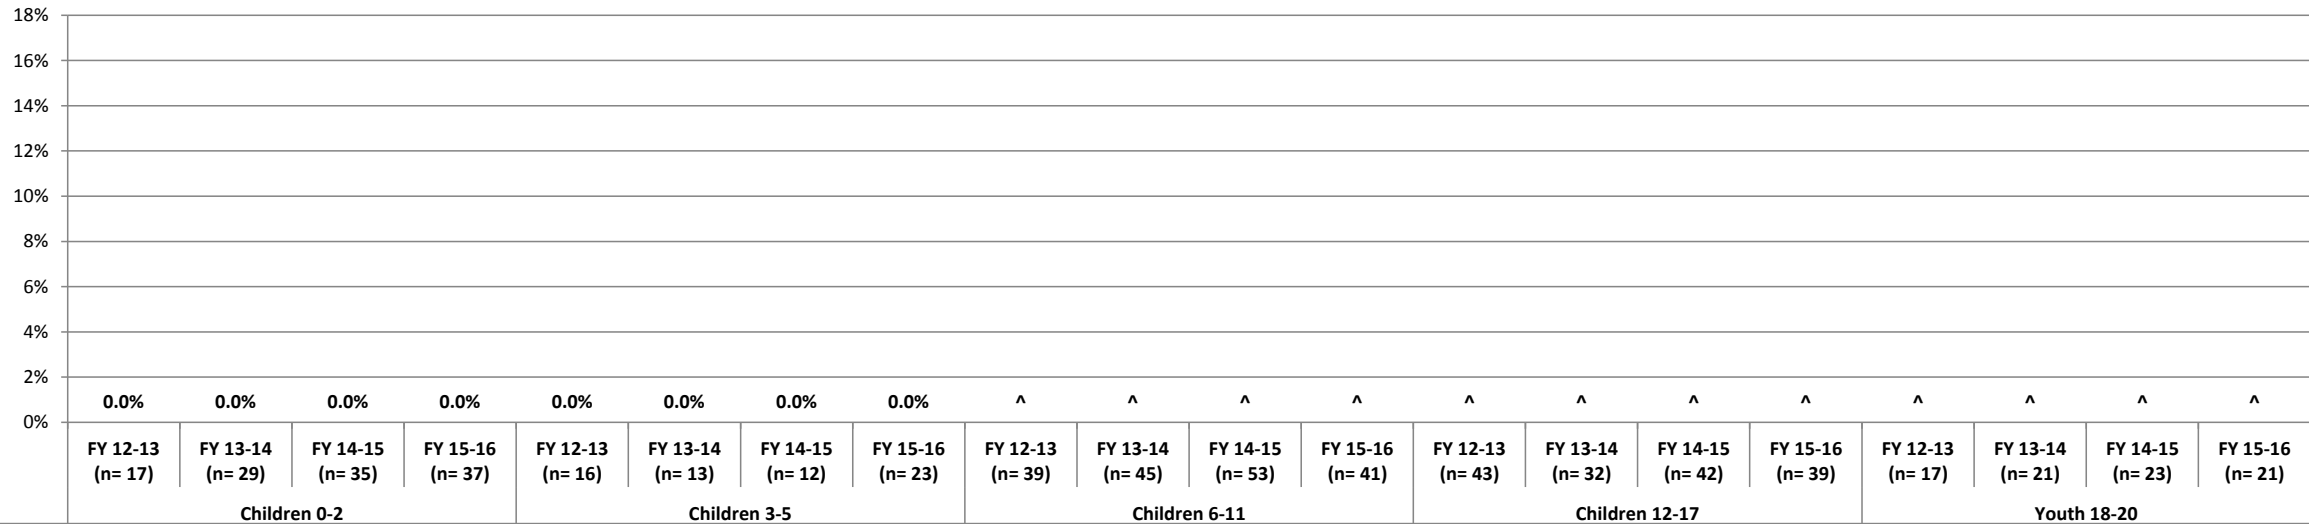 18%
16%
14%
12%
10%
8%
6%
4%
2%
0%
0.0% 0.0% 0.0% 0.0% 0.0% 0.0% 0.0% 0.0% ^ ^ ^ ^ ^ ^ ^ ^ ^ ^ ^ ^
FY 12-13 FY 13-14 FY 14-15 FY 15-16 FY 12-13 FY 13-14 FY 14-15 FY 15-16 FY 12-13 FY 13-14 FY 14-15 FY 15-16 FY 12-13 FY 13-14 FY 14-15 FY 15-16 FY 12-13 FY 13-14 FY 14-15 FY 15-16
(n= 17) (n= 29) (n= 35) (n= 37) (n= 16) (n= 13) (n= 12) (n= 23) (n= 39) (n= 45) (n= 53) (n= 41) (n= 43) (n= 32) (n= 42) (n= 39) (n= 17) (n= 21) (n= 23) (n= 21)
Children 0-2 Children 3-5 Children 6-11 Children 12-17 Youth 18-20